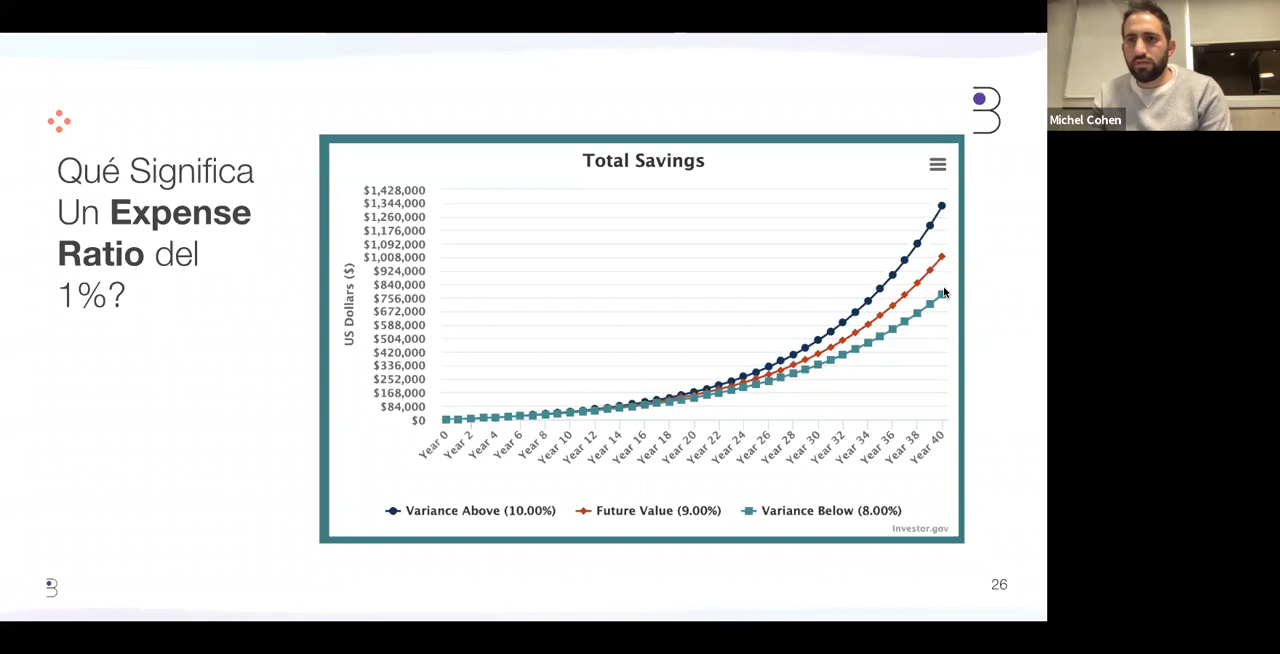 Michel Cohen
Qué Significa
Un Expense
Ratio del
1%?
Total Savings
US Dollars ($)
$1,428,000
$1,344,000
$1,260,000
$1,176,000
$1,092,000
$1,008,000
$924,000
$840,000
$756,000
$672,000
$588,000
$504,000
$420,000
$336,000
$252,000
$168,000
$84,000
$0
Year 0
Year 2
Year 4
Year 6
Year 8
Year 10
Year 12
Year 14
Year 16
Year 18
Year 20
Year 22
Year 24
Year 26
Year 28
Year 30
Year 32
Year 34
Year 36
Year 38
Year 40
Variance Above (10.00%) Future Value (9.00%) Variance Below (8.00%)
Investor.gov
26